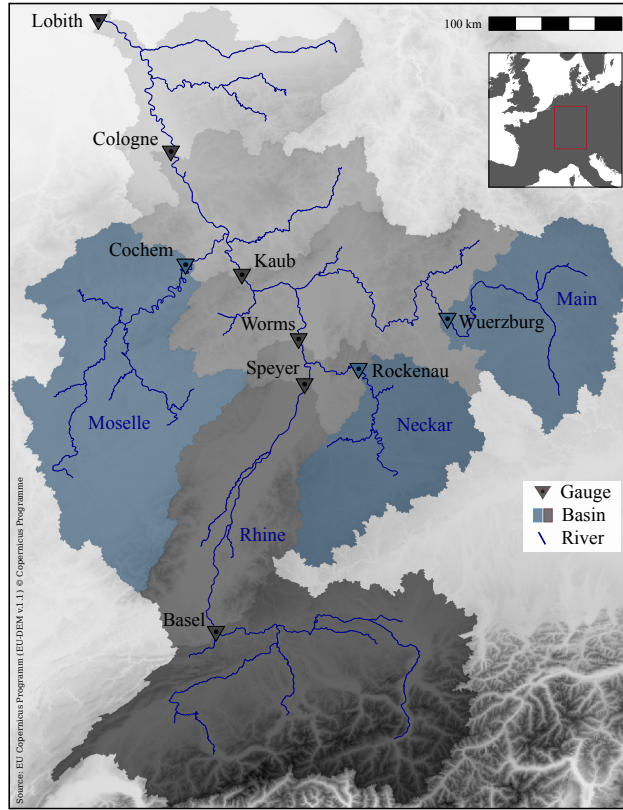 Lobith
100 km
Cologne
Cochem
Kaub
Main
Worms
Wuerzburg
Speyer
Rockenau
Moselle
Neckar
Gauge
Basin
River
Rhine
Basel
Source: EU Copernicus Programm (EU-DEM v.1.1) © Copernicus Programme